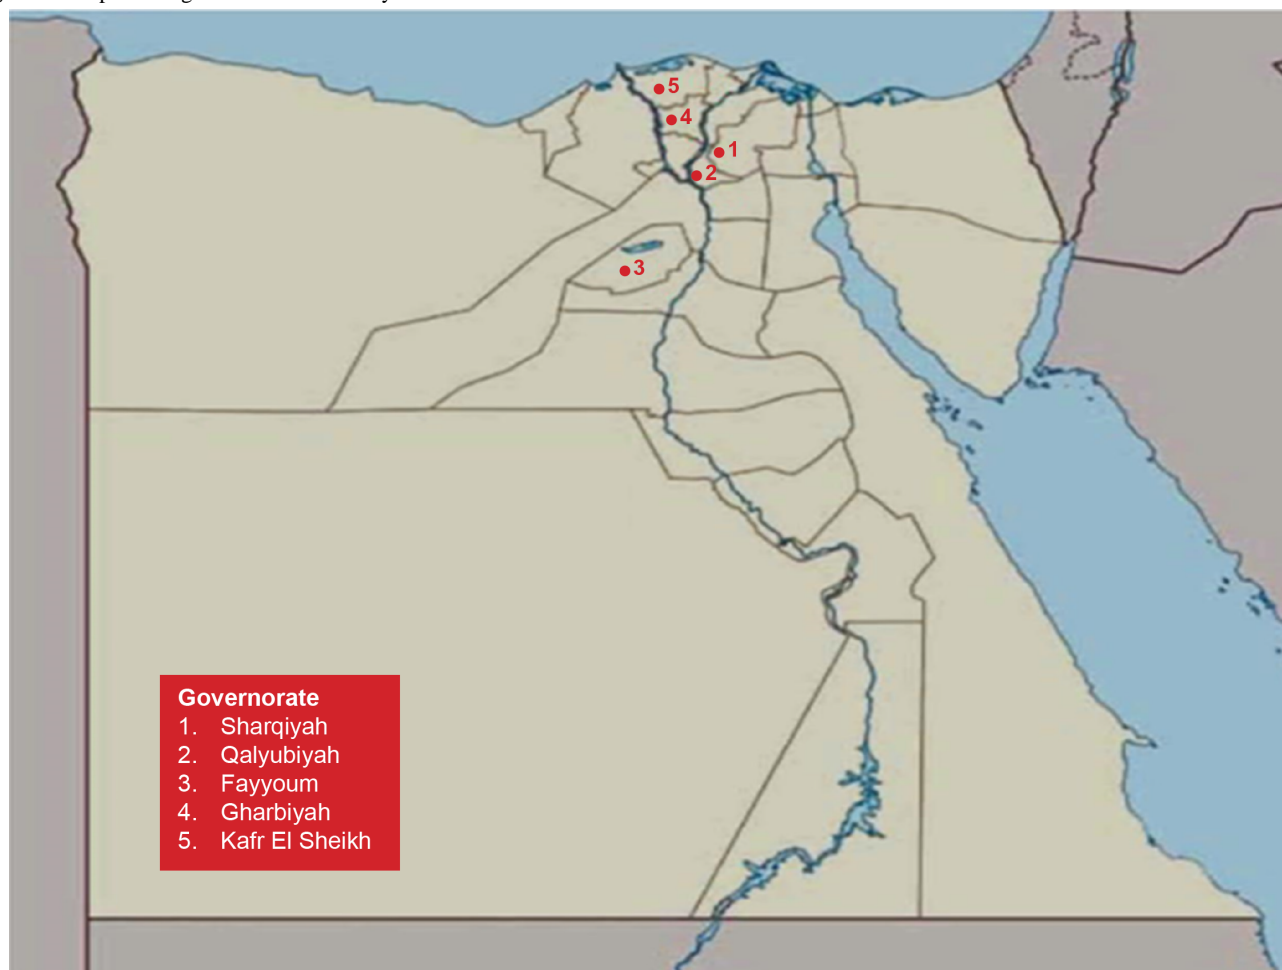 5
4
1
2
3
Governorate
1. Sharqiyah
2. Qalyubiyah
3. Fayyoum
4. Gharbiyah
5. Kafr El Sheikh